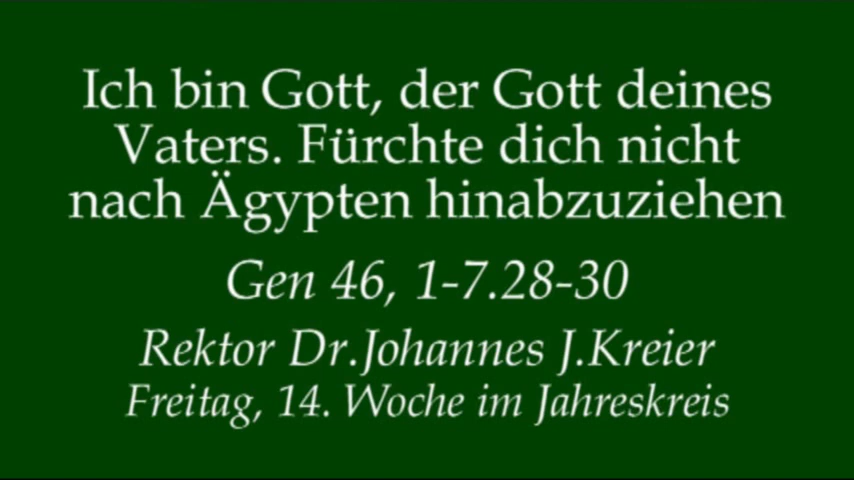 Ich bin Gott, der Gott deines
Vaters. Fürchte dich nicht
nach Ägypten hinabzuziehen
Gen 46, 1-7.28-30
Rektor Dr.Johannes J.Kreier
Freitag, 14. Woche im Jahreskreis